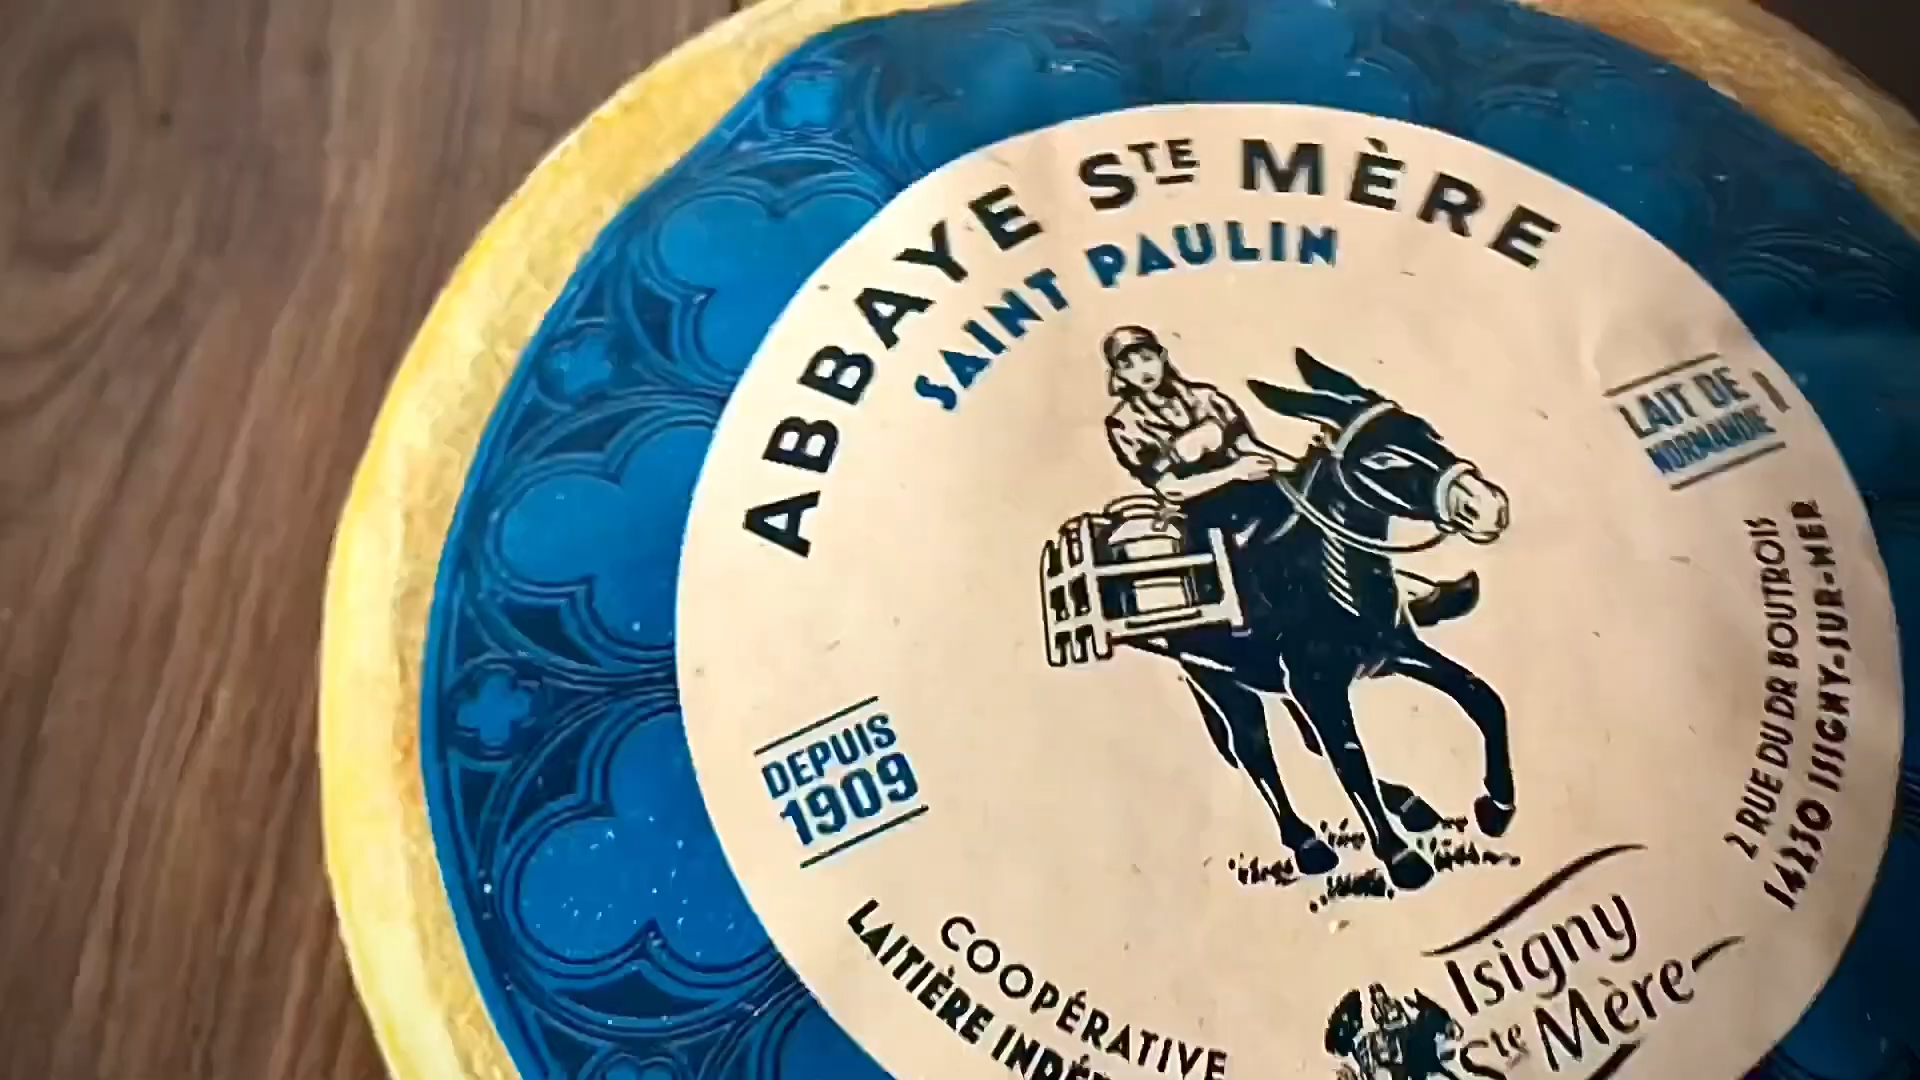 ABBAYE STE MÈRE
SAINT PAULIN
LAIT DE
NORMANDIE
DEPUIS
1909
2 RUE DU DR BOUTROIS
14230 ISIGNY-SUR-MER
COOPÉRATIVE
LAITIÈRE
Isigny
Ste Mère